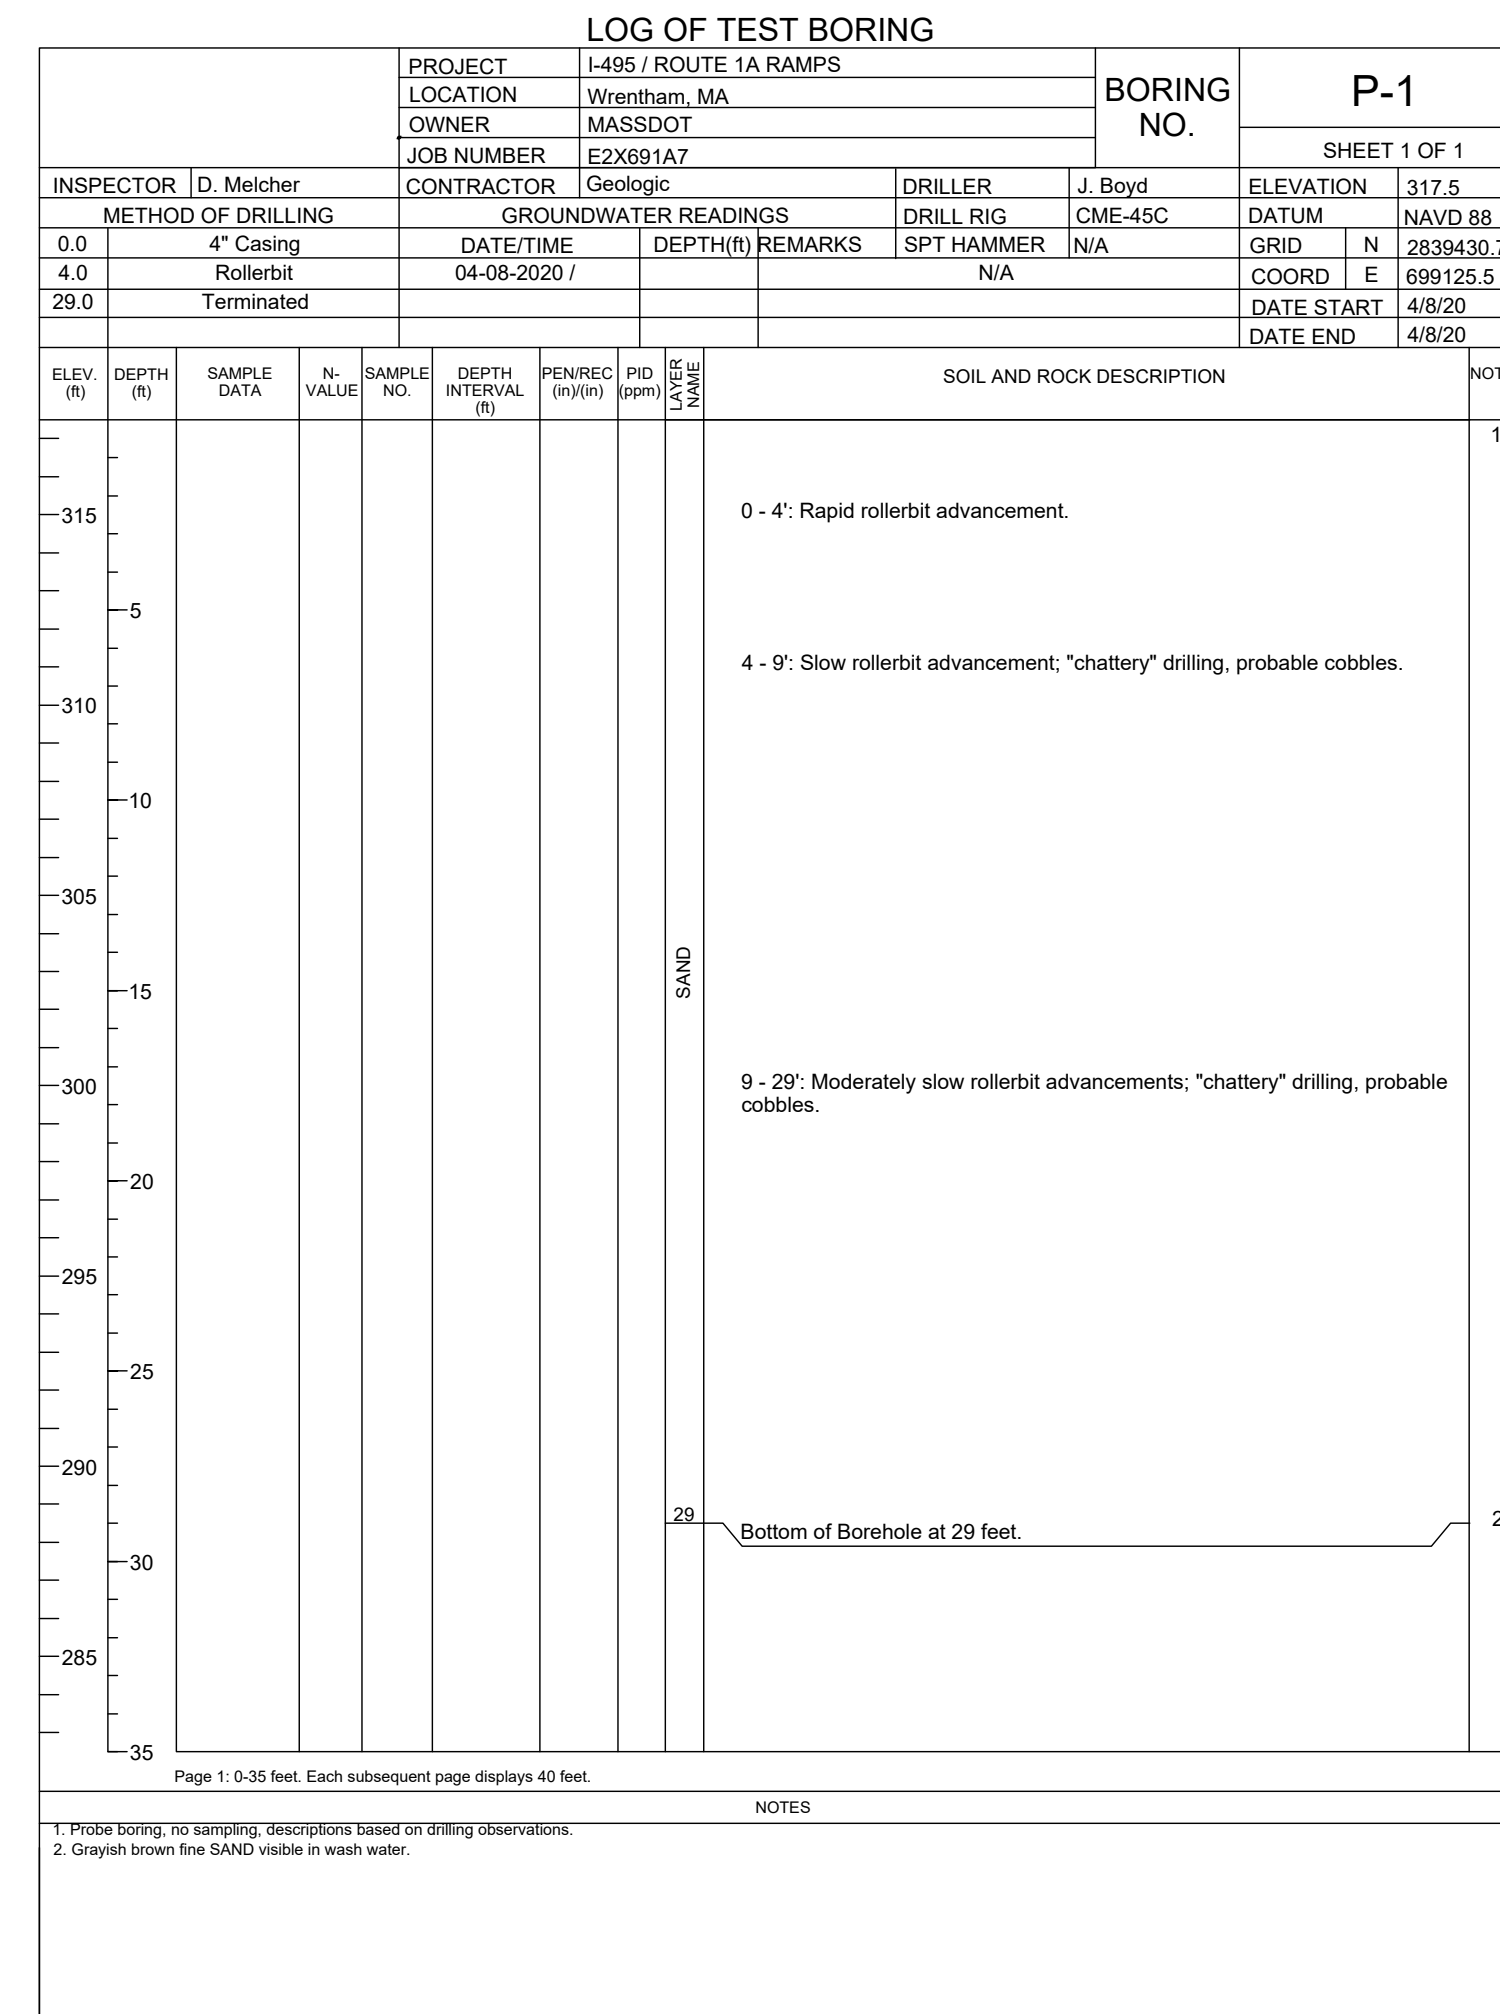 LOG OF TEST BORING
PROJECT I-495 / ROUTE 1A RAMPS
LOCATION Wrentham, MA
OWNER MASSDOT
JOB NUMBER E2X691A7
BORING NO. P-1
SHEET 1 OF 1
INSPECTOR D. Melcher CONTRACTOR Geologic DRILLER J. Boyd ELEVATION 317.5
METHOD OF DRILLING GROUNDWATER READINGS DRILL RIG CME-45C DATUM NAVD 88
0.0 4" Casing DATE/TIME DEPTH(ft) REMARKS SPT HAMMER N/A GRID N 2839430.7
4.0 Rollerbit 04-08-2020 / N/A COORD E 699125.5
29.0 Terminated DATE START 4/8/20
DATE END 4/8/20
ELEV. (ft) DEPTH (ft) SAMPLE DATA N-VALUE SAMPLE NO. DEPTH INTERVAL (ft) PEN/REC (in)/(in) PID (ppm) LAYER NAME SOIL AND ROCK DESCRIPTION NOT
1
315 0 - 4': Rapid rollerbit advancement.
5
4 - 9': Slow rollerbit advancement; "chattery" drilling, probable cobbles.
310
10
305
SAND
15
300 9 - 29': Moderately slow rollerbit advancements; "chattery" drilling, probable
cobbles.
20
295
25
290
29 2
Bottom of Borehole at 29 feet.
30
285
35
Page 1: 0-35 feet. Each subsequent page displays 40 feet.
NOTES
1. Probe boring, no sampling, descriptions based on drilling observations.
2. Grayish brown fine SAND visible in wash water.